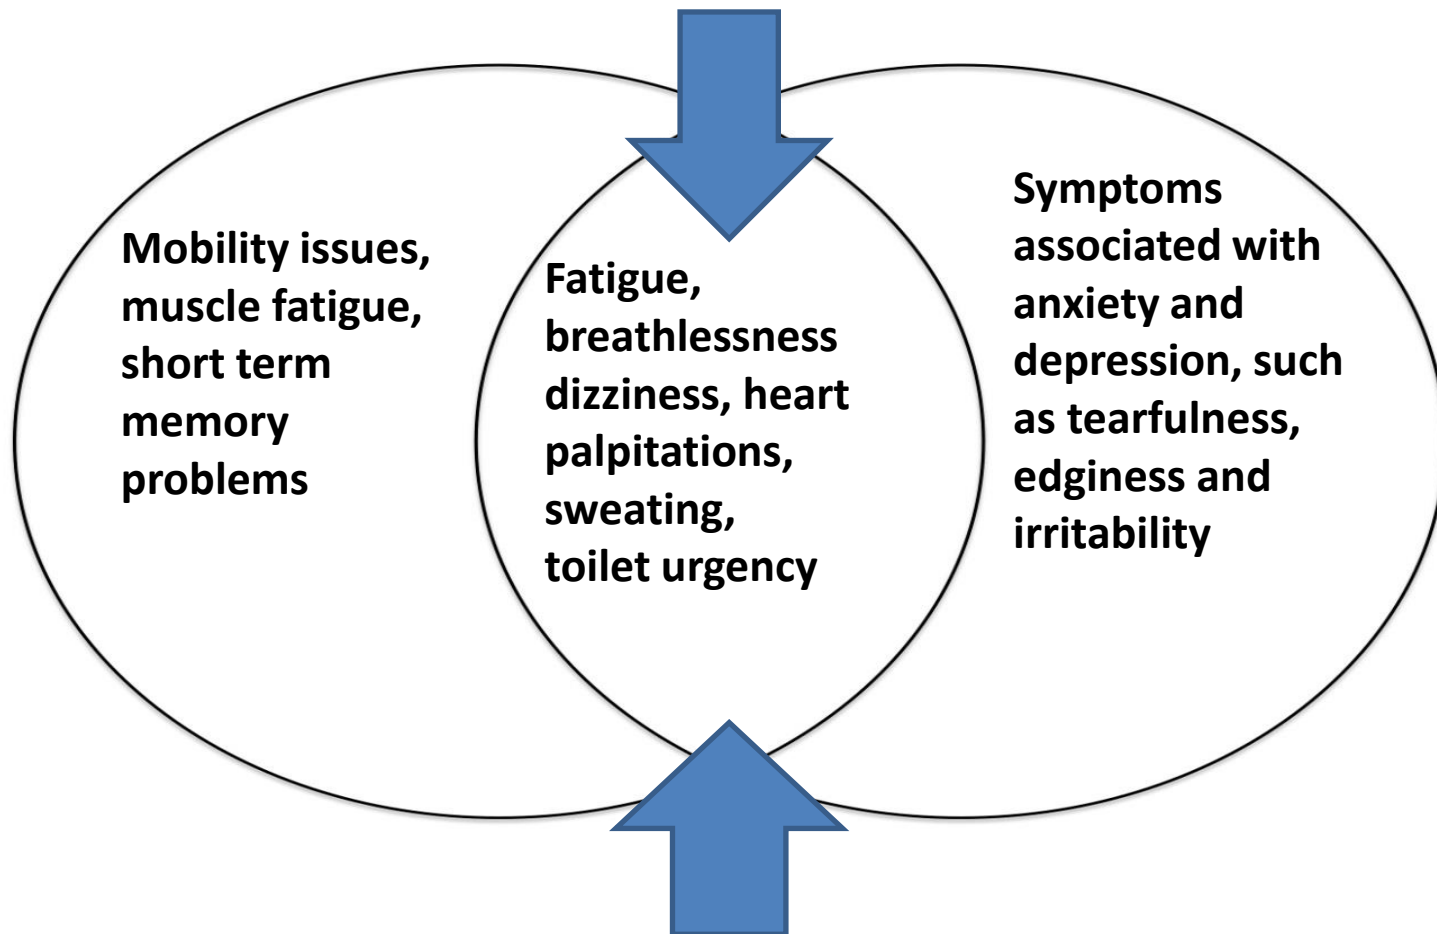 Mobility issues,
muscle fatigue,
short term
memory
problems
Fatigue,
breathlessness
dizziness, heart
palpitations,
sweating,
toilet urgency
Symptoms
associated with
anxiety and
depression, such
as tearfulness,
edginess and
irritability